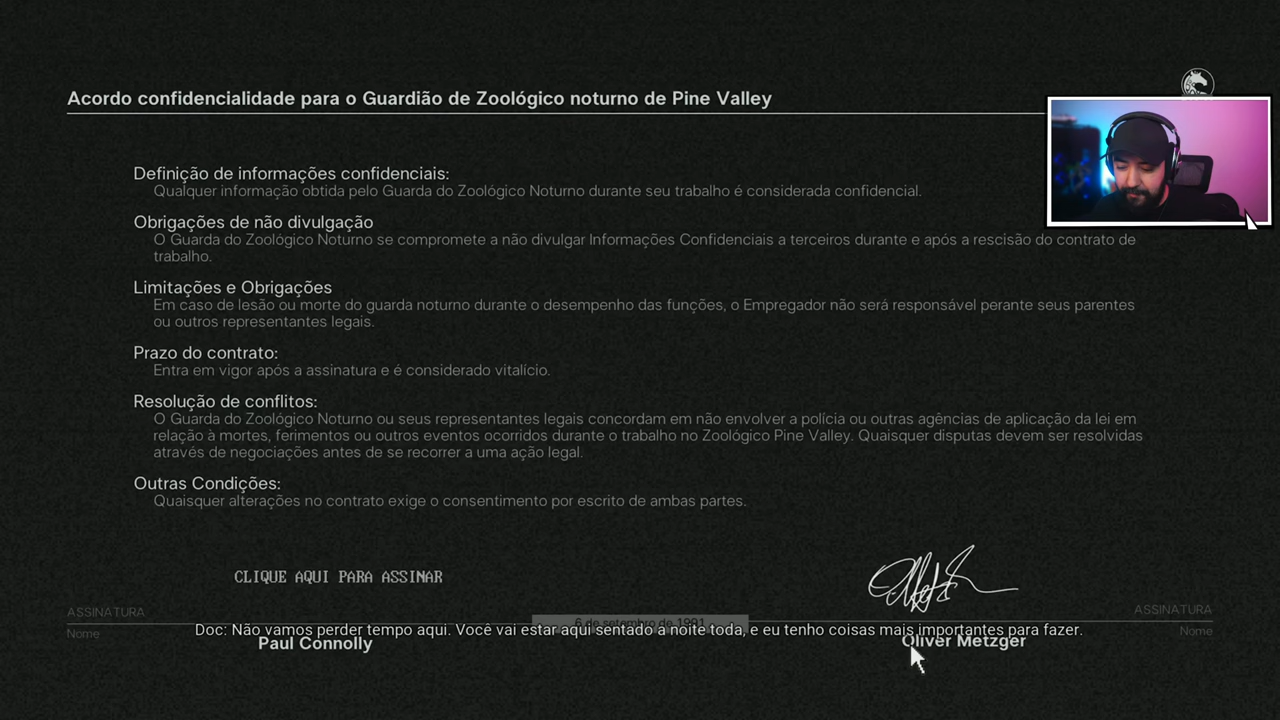 Acordo confidencialidade para o Guardião de Zoológico noturno de Pine Valley
Definição de informações confidenciais:
Qualquer informação obtida pelo Guarda do Zoológico Noturno durante seu trabalho é considerada confidencial.
Obrigações de não divulgação
O Guarda do Zoológico Noturno se compromete a não divulgar Informações Confidenciais a terceiros durante e após a rescisão do contrato de
trabalho.
Limitações e Obrigações
Em caso de lesão ou morte do guarda noturno durante o desempenho das funções, o Empregador não será responsável perante seus parentes
ou outros representantes legais.
Prazo do contrato:
Entra em vigor após a assinatura e é considerado vitalício.
Resolução de conflitos:
O Guarda do Zoológico Noturno ou seus representantes legais concordam em não envolver a polícia ou outras agências de aplicação da lei em
relação à mortes, ferimentos ou outros eventos ocorridos durante o trabalho no Zoológico Pine Valley. Quaisquer disputas devem ser resolvidas
através de negociações antes de se recorrer a uma ação legal.
Outras Condições:
Quaisquer alterações no contrato exige o consentimento por escrito de ambas partes.
CLIQUE AQUI PARA ASSINAR
ASSINATURA
ASSINATURA
6 de setembro de 1991
Nome
Nome
Doc: Não vamos perder tempo aqui. Você vai estar aqui sentado a noite toda, e eu tenho coisas mais importantes para fazer.
Paul Connolly
Oliver Metzger